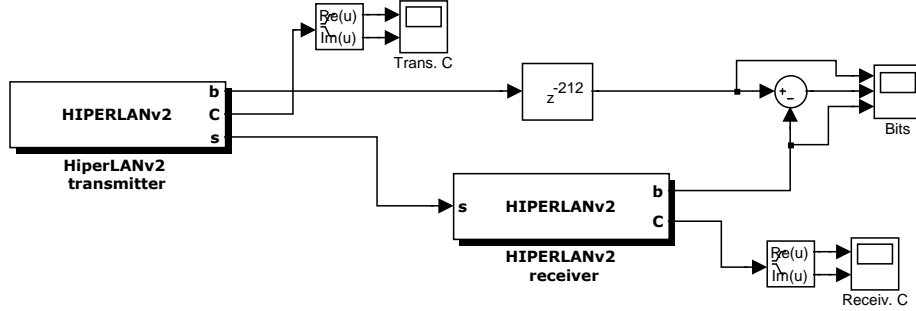 Re(u)
Im(u)
Trans. C
HIPERLANv2
b
C
s
HiperLANv2
transmitter
z-212
+
−
Bits
s
HIPERLANv2
b
C
HIPERLANv2
receiver
Re(u)
Im(u)
Receiv. C